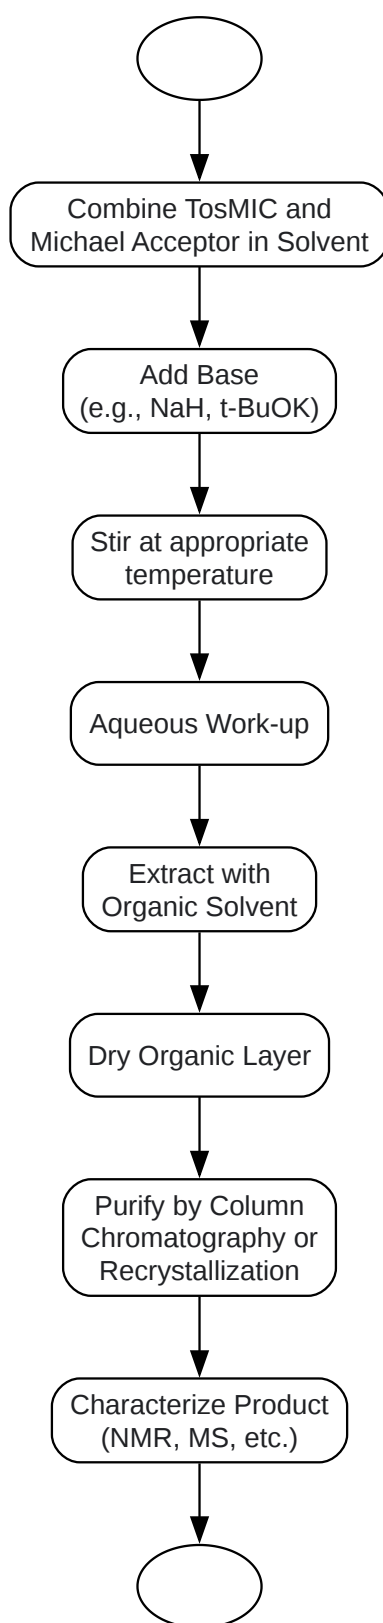 Combine TosMIC and
Michael Acceptor in Solvent
Add Base
(e.g., NaH, t-BuOK)
Stir at appropriate
temperature
Aqueous Work-up
Extract with
Organic Solvent
Dry Organic Layer
Purify by Column
Chromatography or
Recrystallization
Characterize Product
(NMR, MS, etc.)